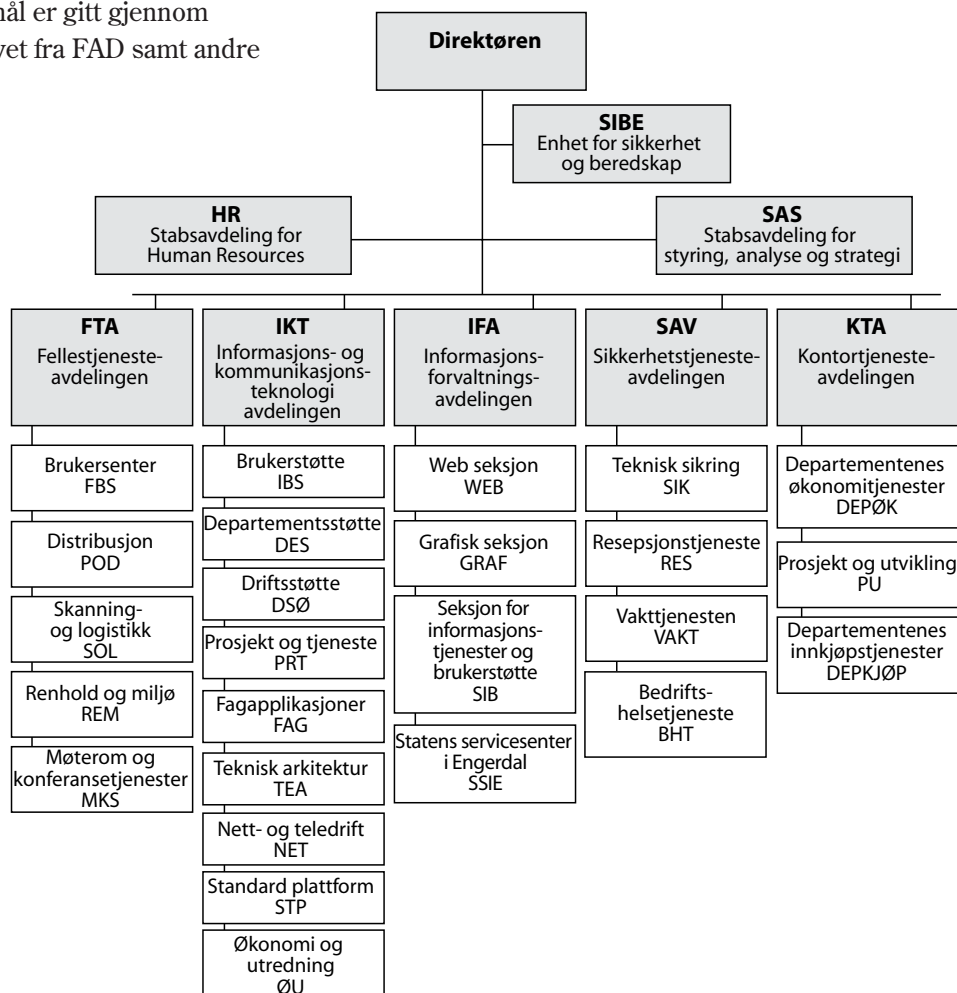 mål er gitt gjennom
vet fra FAD samt andre
Direktøren
SIBE
Enhet for sikkerhet
og beredskap
HR
Stabsavdeling for
Human Resources
SAS
Stabsavdeling for
styring, analyse og strategi
FTA
Fellestjeneste-
avdelingen
Brukersenter
FBS
Distribusjon
POD
Skanning-
og logistikk
SOL
Renhold og miljø
REM
Møterom og
konferansetjenester
MKS
IKT
Informasjons- og
kommunikasjons-
teknologi
avdelingen
Brukerstøtte
IBS
Departementsstøtte
DES
Driftsstøtte
DSØ
Prosjekt og tjeneste
PRT
Fagapplikasjoner
FAG
Teknisk arkitektur
TEA
Nett- og teledrift
NET
Standard plattform
STP
Økonomi og
utredning
ØU
IFA
Informasjons-
forvaltnings-
avdelingen
Web seksjon
WEB
Grafisk seksjon
GRAF
Seksjon for
informasjons-
tjenester og
brukerstøtte
SIB
Statens servicesenter
i Engerdal
SSIE
SAV
Sikkerhetstjeneste-
avdelingen
Teknisk sikring
SIK
Resepsjonstjeneste
RES
Vakttjenesten
VAKT
Bedrifts-
helsetjeneste
BHT
KTA
Kontortjeneste-
avdelingen
Departementenes
økonomitjenester
DEPØK
Prosjekt og utvikling
PU
Departementenes
innkjøpstjenester
DEPKJØP